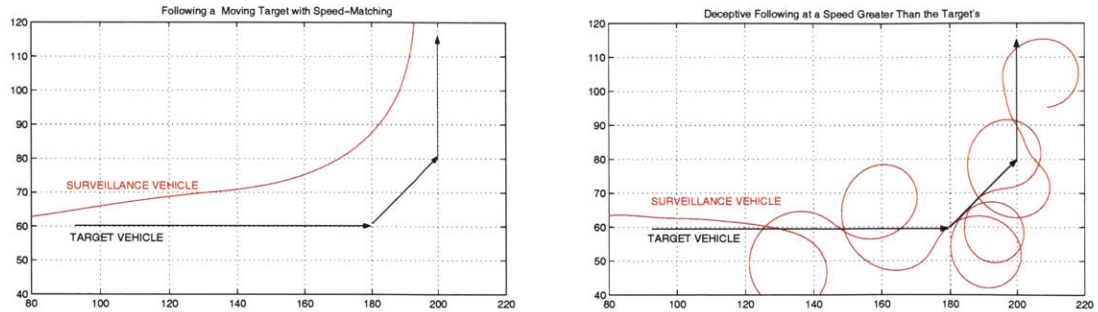 Following a Moving Target with Speed-Matching
120
110
100
90
80
70
60
50
40
SURVEILLANCE VEHICLE
TARGET VEHICLE
80 100 120 140 160 180 200 220
Deceptive Following at a Speed Greater Than the Target's
120
110
100
90
80
70
60
50
40
SURVEILLANCE VEHICLE
TARGET VEHICLE
80 100 120 140 160 180 200 220